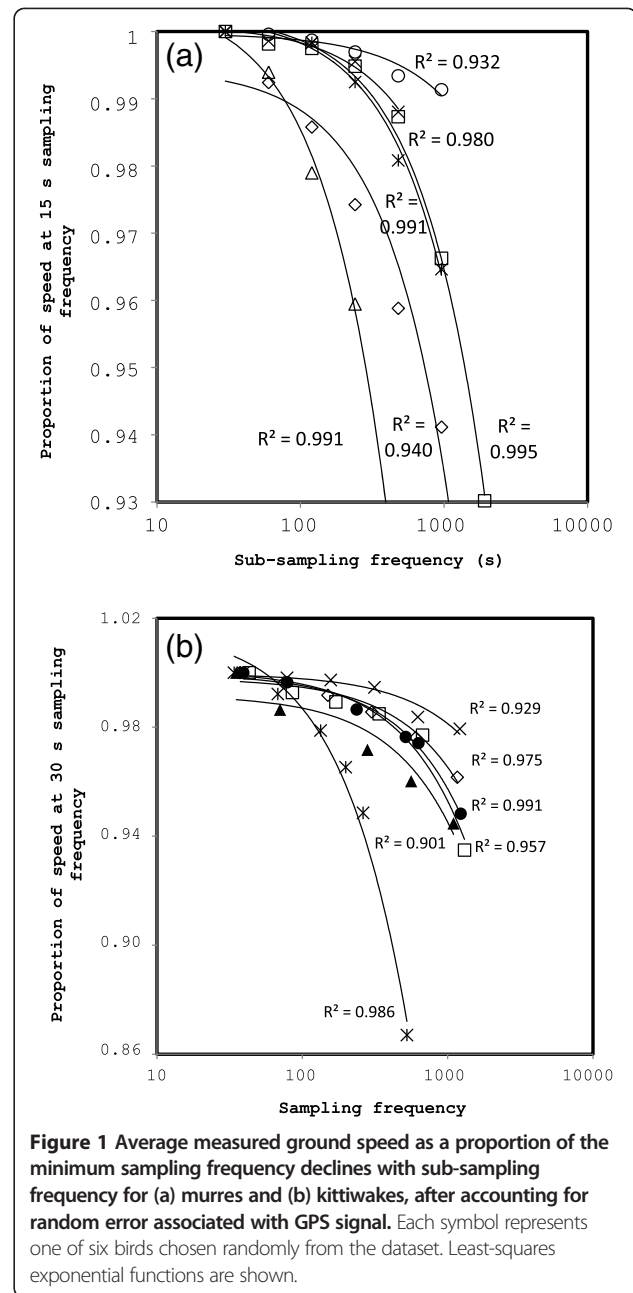 (a)
1
0.99
0.98
0.97
0.96
0.95
0.94
0.93
Proportion of speed at 15 s sampling
frequency
R² = 0.932
R² = 0.980
R² =
0.991
R² = 0.991
R² =
0.940
R² =
0.995
10
100
1000
10000
Sub-sampling frequency (s)
(b)
1.02
0.98
0.94
0.90
0.86
Proportion of speed at 30 s sampling
frequency
R² = 0.929
R² = 0.975
R² = 0.991
R² = 0.901
R² = 0.957
R² = 0.986
10
100
1000
10000
Sampling frequency
Figure 1 Average measured ground speed as a proportion of the
minimum sampling frequency declines with sub-sampling
frequency for (a) murres and (b) kittiwakes, after accounting for
random error associated with GPS signal. Each symbol represents
one of six birds chosen randomly from the dataset. Least-squares
exponential functions are shown.